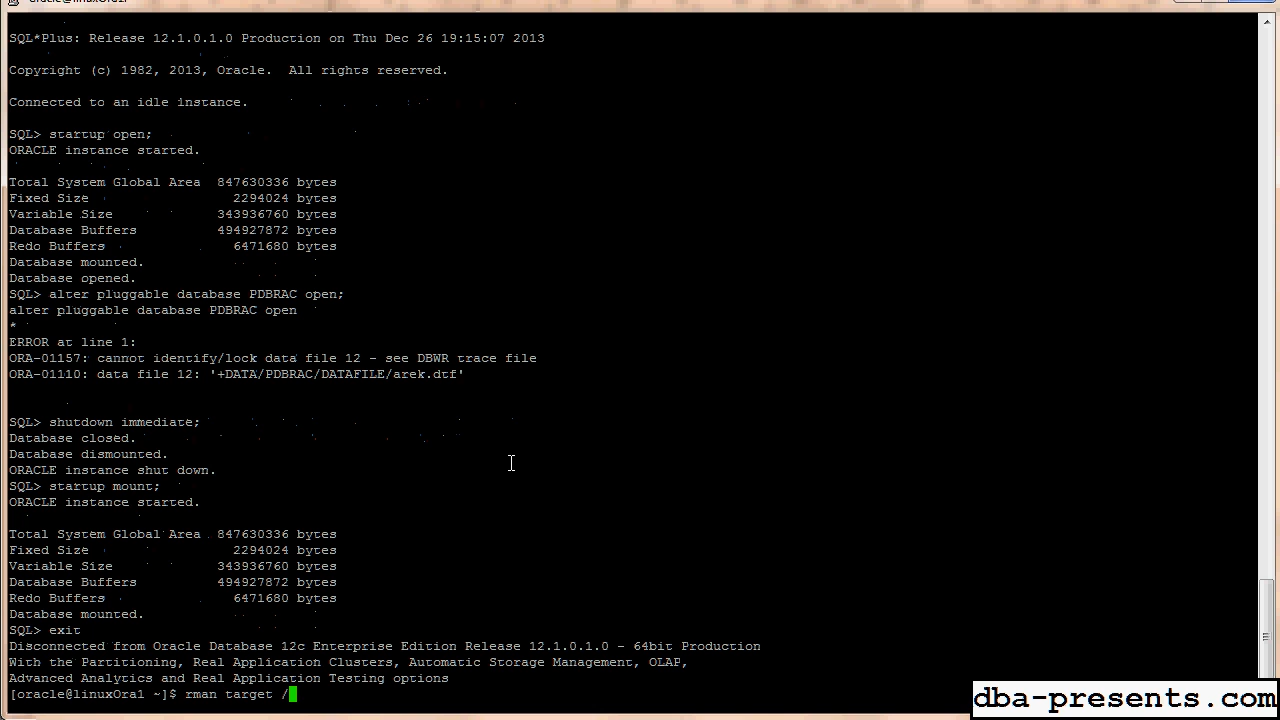 oracle@linuxOra1:~
SQL*Plus: Release 12.1.0.1.0 Production on Thu Dec 26 19:15:07 2013
Copyright (c) 1982, 2013, Oracle.  All rights reserved.
Connected to an idle instance.
SQL> startup open;
ORACLE instance started.
Total System Global Area  847630336 bytes
Fixed Size                  2294024 bytes
Variable Size             343936760 bytes
Database Buffers          494927872 bytes
Redo Buffers                6471680 bytes
Database mounted.
Database opened.
SQL> alter pluggable database PDBRAC open;
alter pluggable database PDBRAC open
*
ERROR at line 1:
ORA-01157: cannot identify/lock data file 12 - see DBWR trace file
ORA-01110: data file 12: '+DATA/PDBRAC/DATAFILE/arek.dtf'
SQL> shutdown immediate;
Database closed.
Database dismounted.
ORACLE instance shut down.
SQL> startup mount;
ORACLE instance started.
Total System Global Area  847630336 bytes
Fixed Size                  2294024 bytes
Variable Size             343936760 bytes
Database Buffers          494927872 bytes
Redo Buffers                6471680 bytes
Database mounted.
SQL> exit
Disconnected from Oracle Database 12c Enterprise Edition Release 12.1.0.1.0 - 64bit Production
With the Partitioning, Real Application Clusters, Automatic Storage Management, OLAP,
Advanced Analytics and Real Application Testing options
[oracle@linuxOra1 ~]$ rman target /
dba-presents.com